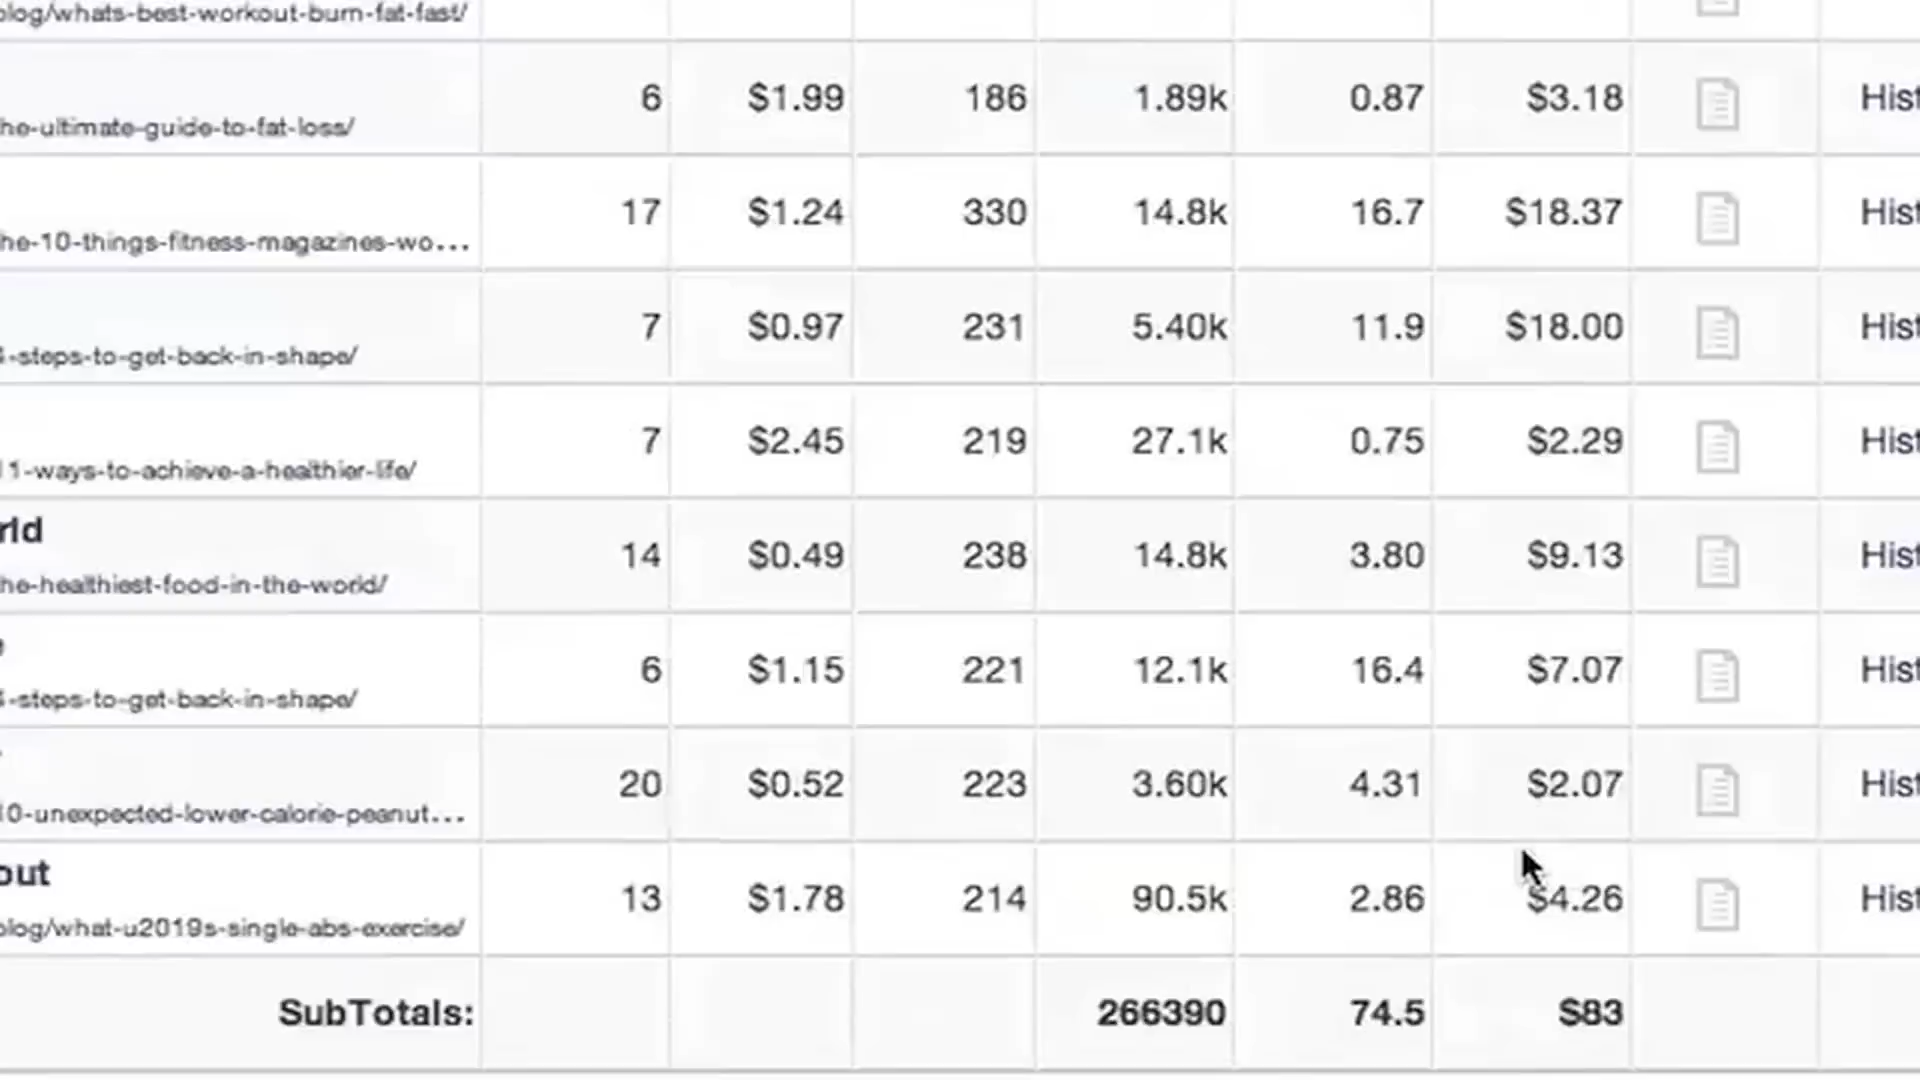 blog/whats-best-workout-burn-fat-fast/
6 $1.99 186 1.89k 0.87 $3.18 Hist
he-ultimate-guide-to-fat-loss/
17 $1.24 330 14.8k 16.7 $18.37 Hist
he-10-things-fitness-magazines-wo...
7 $0.97 231 5.40k 11.9 $18.00 Hist
-steps-to-get-back-in-shape/
7 $2.45 219 27.1k 0.75 $2.29 Hist
11-ways-to-achieve-a-healthier-life/
rld
14 $0.49 238 14.8k 3.80 $9.13 Hist
he-healthiest-food-in-the-world/
6 $1.15 221 12.1k 16.4 $7.07 Hist
-steps-to-get-back-in-shape/
20 $0.52 223 3.60k 4.31 $2.07 Hist
10-unexpected-lower-calorie-peanut...
out
13 $1.78 214 90.5k 2.86 $4.26 Hist
blog/what-u2019s-single-abs-exercise/
SubTotals: 266390 74.5 $83